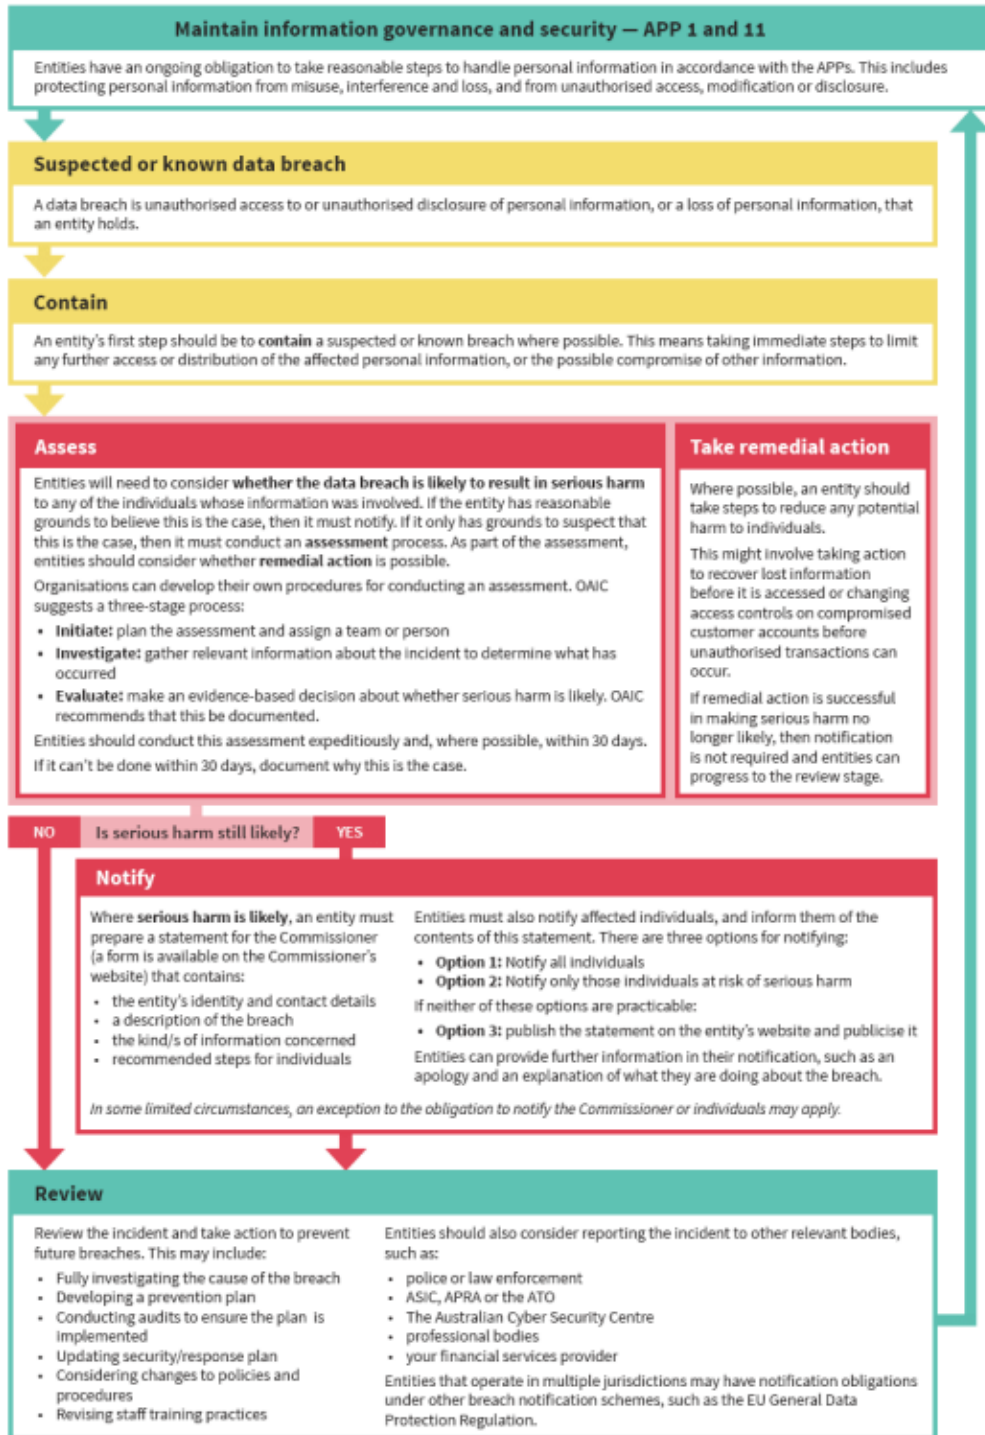 Maintain information governance and security — APP 1 and 11
Entities have an ongoing obligation to take reasonable steps to handle personal information in accordance with the APPs. This includes
protecting personal information from misuse, interference and loss, and from unauthorised access, modification or disclosure.
Suspected or known data breach
A data breach is unauthorised access to or unauthorised disclosure of personal information, or a loss of personal information, that
an entity holds.
Contain
An entity's first step should be to contain a suspected or known breach where possible. This means taking immediate steps to limit
any further access or distribution of the affected personal information, or the possible compromise of other information.
Assess
Entities will need to consider whether the data breach is likely to result in serious harm
to any of the individuals whose information was involved. If the entity has reasonable
grounds to believe this is the case, then it must notify. If it only has grounds to suspect that
this is the case, then it must conduct an assessment process. As part of the assessment,
entities should consider whether remedial action is possible.
Organisations can develop their own procedures for conducting an assessment. OAIC
suggests a three-stage process:
• Initiate: plan the assessment and assign a team or person
• Investigate: gather relevant information about the incident to determine what has
occurred
• Evaluate: make an evidence-based decision about whether serious harm is likely. OAIC
recommends that this be documented.
Entities should conduct this assessment expeditiously and, where possible, within 30 days.
If it can't be done within 30 days, document why this is the case.
Take remedial action
Where possible, an entity should
take steps to reduce any potential
harm to individuals.
This might involve taking action
to recover lost information
before it is accessed or changing
access controls on compromised
customer accounts before
unauthorised transactions can
occur.
If remedial action is successful
in making serious harm no
longer likely, then notification
is not required and entities can
progress to the review stage.
NO Is serious harm still likely? YES
Notify
Where serious harm is likely, an entity must
prepare a statement for the Commissioner
(a form is available on the Commissioner's
website) that contains:
• the entity's identity and contact details
• a description of the breach
• the kind/s of information concerned
• recommended steps for individuals
Entities must also notify affected individuals, and inform them of the
contents of this statement. There are three options for notifying:
• Option 1: Notify all individuals
• Option 2: Notify only those individuals at risk of serious harm
If neither of these options are practicable:
• Option 3: publish the statement on the entity's website and publicise it
Entities can provide further information in their notification, such as an
apology and an explanation of what they are doing about the breach.
In some limited circumstances, an exception to the obligation to notify the Commissioner or individuals may apply.
Review
Review the incident and take action to prevent
future breaches. This may include:
• Fully investigating the cause of the breach
• Developing a prevention plan
• Conducting audits to ensure the plan is
implemented
• Updating security/response plan
• Considering changes to policies and
procedures
• Revising staff training practices
Entities should also consider reporting the incident to other relevant bodies,
such as:
• police or law enforcement
• ASIC, APRA or the ATO
• The Australian Cyber Security Centre
• professional bodies
• your financial services provider
Entities that operate in multiple jurisdictions may have notification obligations
under other breach notification schemes, such as the EU General Data
Protection Regulation.